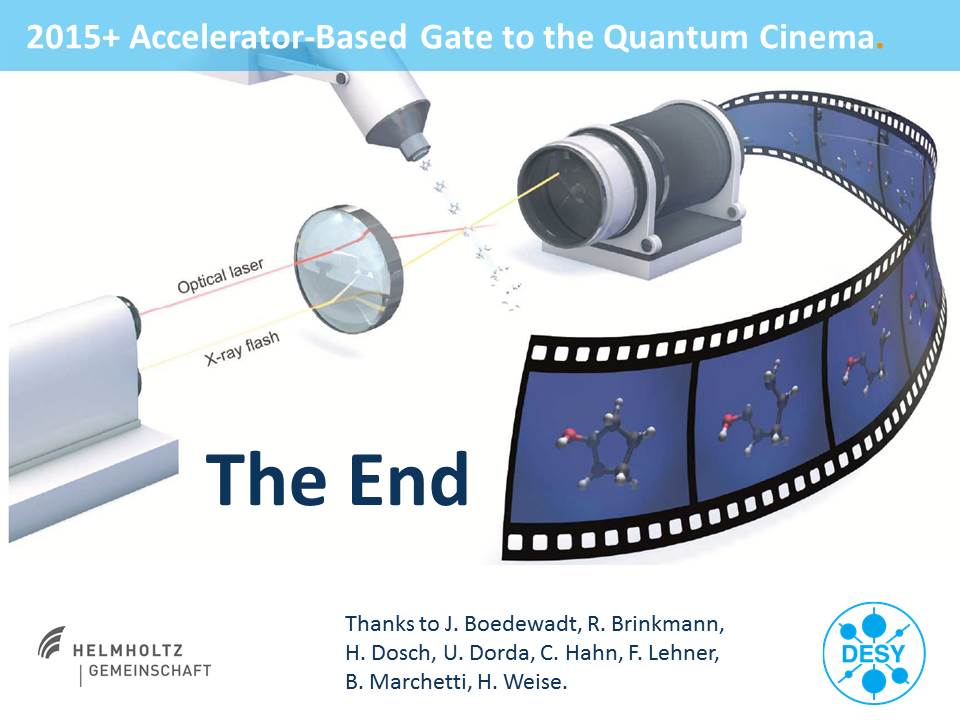 2015+ Accelerator-Based Gate to the Quantum Cinema.
Optical laser
X-ray flash
The End
Thanks to J. Boedewadt, R. Brinkmann,
H. Dosch, U. Dorda, C. Hahn, F. Lehner,
B. Marchetti, H. Weise.
HELMHOLTZ
GEMEINSCHAFT
DESY